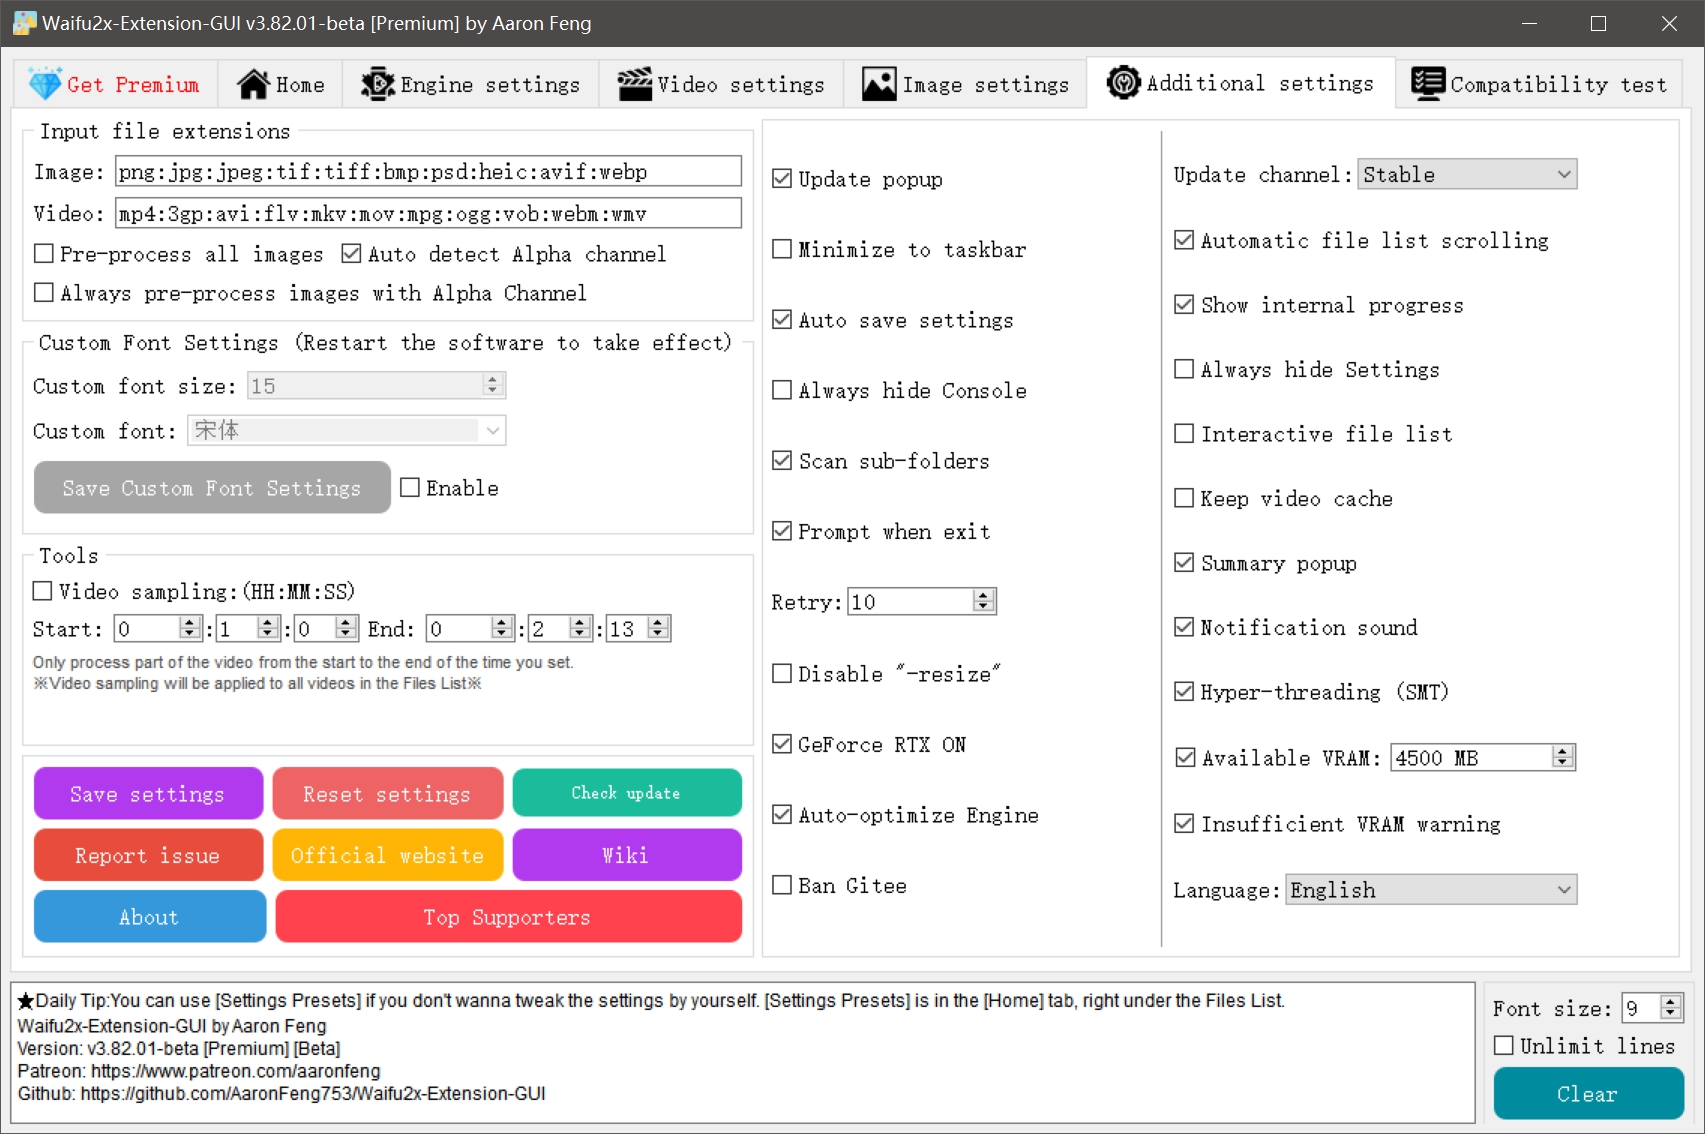 Waifu2x-Extension-GUI v3.82.01-beta [Premium] by Aaron Feng
Get Premium
Home
Engine settings
Video settings
Image settings
Additional settings
Compatibility test
Input file extensions
Image: png:jpg:jpeg:tif:tiff:bmp:psd:heic:avif:webp
Video: mp4:3gp:avi:flv:mkv:mov:mpg:ogg:vob:webm:wmv
Pre-process all images Auto detect Alpha channel
Always pre-process images with Alpha Channel
Custom Font Settings (Restart the software to take effect)
Custom font size: 15
Custom font: 宋体
Save Custom Font Settings Enable
Tools
Video sampling:(HH:MM:SS)
Start: 0 :1 :0 End: 0 :2 :13
Only process part of the video from the start to the end of the time you set.
※Video sampling will be applied to all videos in the Files List※
Save settings
Reset settings
Check update
Report issue
Official website
Wiki
About
Top Supporters
Update popup
Minimize to taskbar
Auto save settings
Always hide Console
Scan sub-folders
Prompt when exit
Retry: 10
Disable "-resize"
GeForce RTX ON
Auto-optimize Engine
Ban Gitee
Update channel: Stable
Automatic file list scrolling
Show internal progress
Always hide Settings
Interactive file list
Keep video cache
Summary popup
Notification sound
Hyper-threading (SMT)
Available VRAM: 4500 MB
Insufficient VRAM warning
Language: English
★Daily Tip:You can use [Settings Presets] if you don't wanna tweak the settings by yourself. [Settings Presets] is in the [Home] tab, right under the Files List.
Waifu2x-Extension-GUI by Aaron Feng
Version: v3.82.01-beta [Premium] [Beta]
Patreon: https://www.patreon.com/aaronfeng
Github: https://github.com/AaronFeng753/Waifu2x-Extension-GUI
Font size: 9
Unlimit lines
Clear